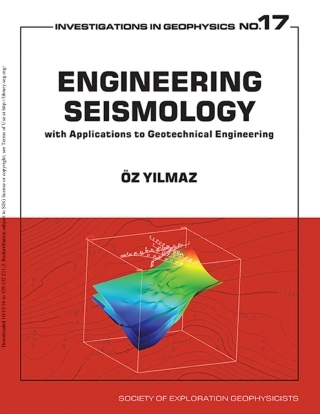 INVESTIGATIONS IN GEOPHYSICS NO.17
ENGINEERING
SEISMOLOGY
with Applications to Geotechnical Engineering
ÖZ YILMAZ
SOCIETY OF EXPLORATION GEOPHYSICISTS